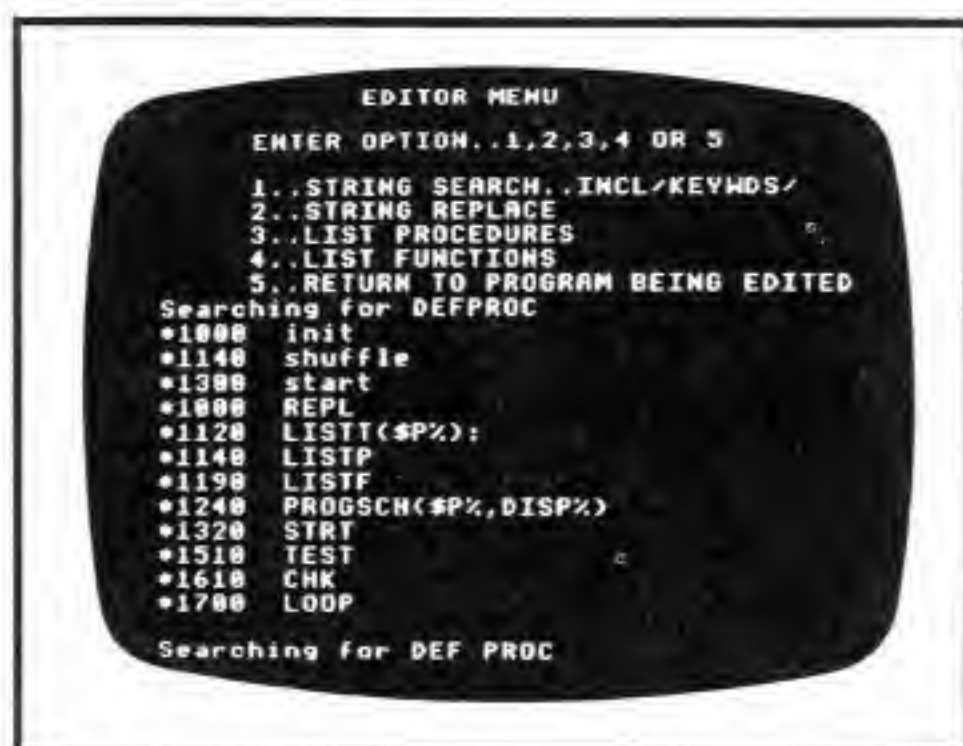 EDITOR MENU
ENTER OPTION..1,2,3,4 OR 5
1..STRING SEARCH..INCL/KEYWDS/
2..STRING REPLACE
3..LIST PROCEDURES
4..LIST FUNCTIONS
5..RETURN TO PROGRAM BEING EDITED
Searching for DEFPROC
*1000 init
*1140 shuffle
*1300 start
*1000 REPL
*1120 LISTT($P%):
*1140 LISTP
*1190 LISTF
*1240 PROGSCH($P%,DISP%)
*1320 STRT
*1510 TEST
*1610 CHK
*1700 LOOP
Searching for DEF PROC